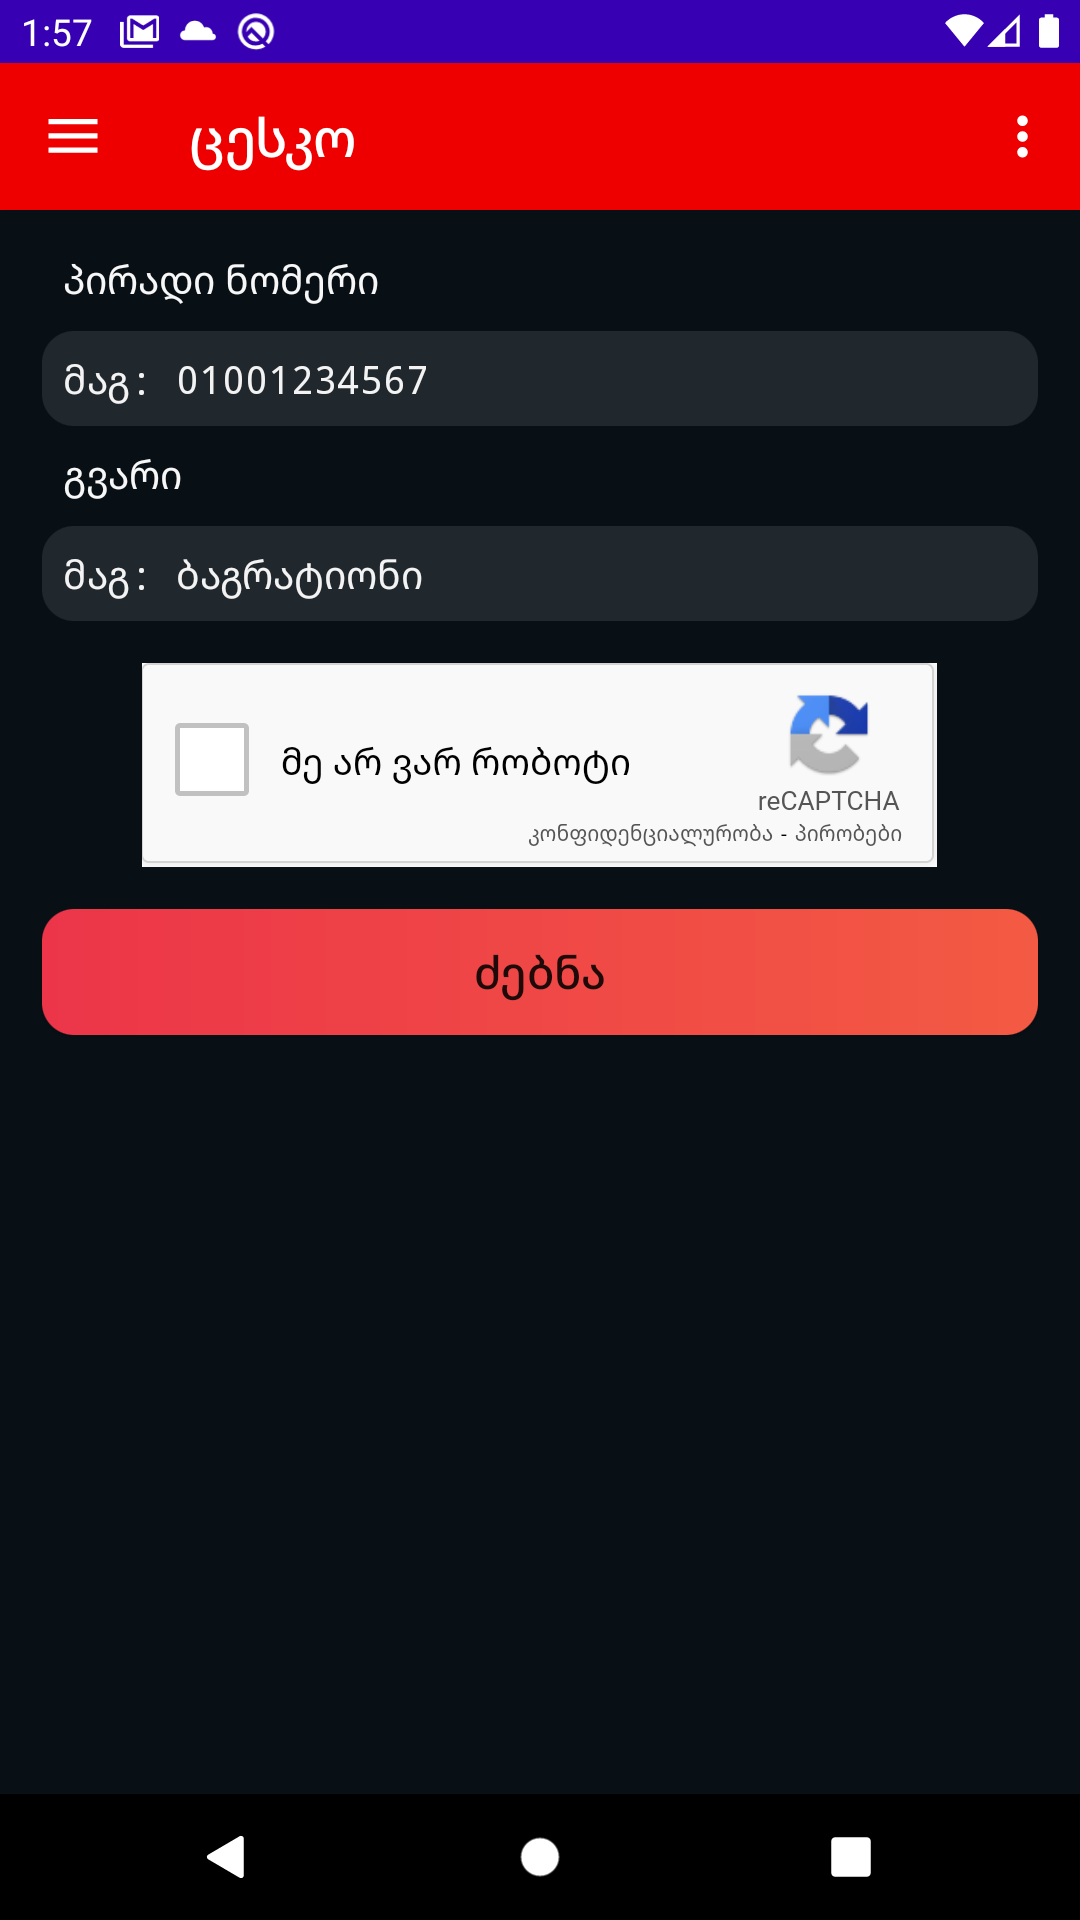 1:57
ცესკო
პირადი ნომერი
მაგ: 01001234567
გვარი
მაგ: ბაგრატიონი
მე არ ვარ რობოტი
reCAPTCHA
კონფიდენციალურობა - პირობები
ძებნა